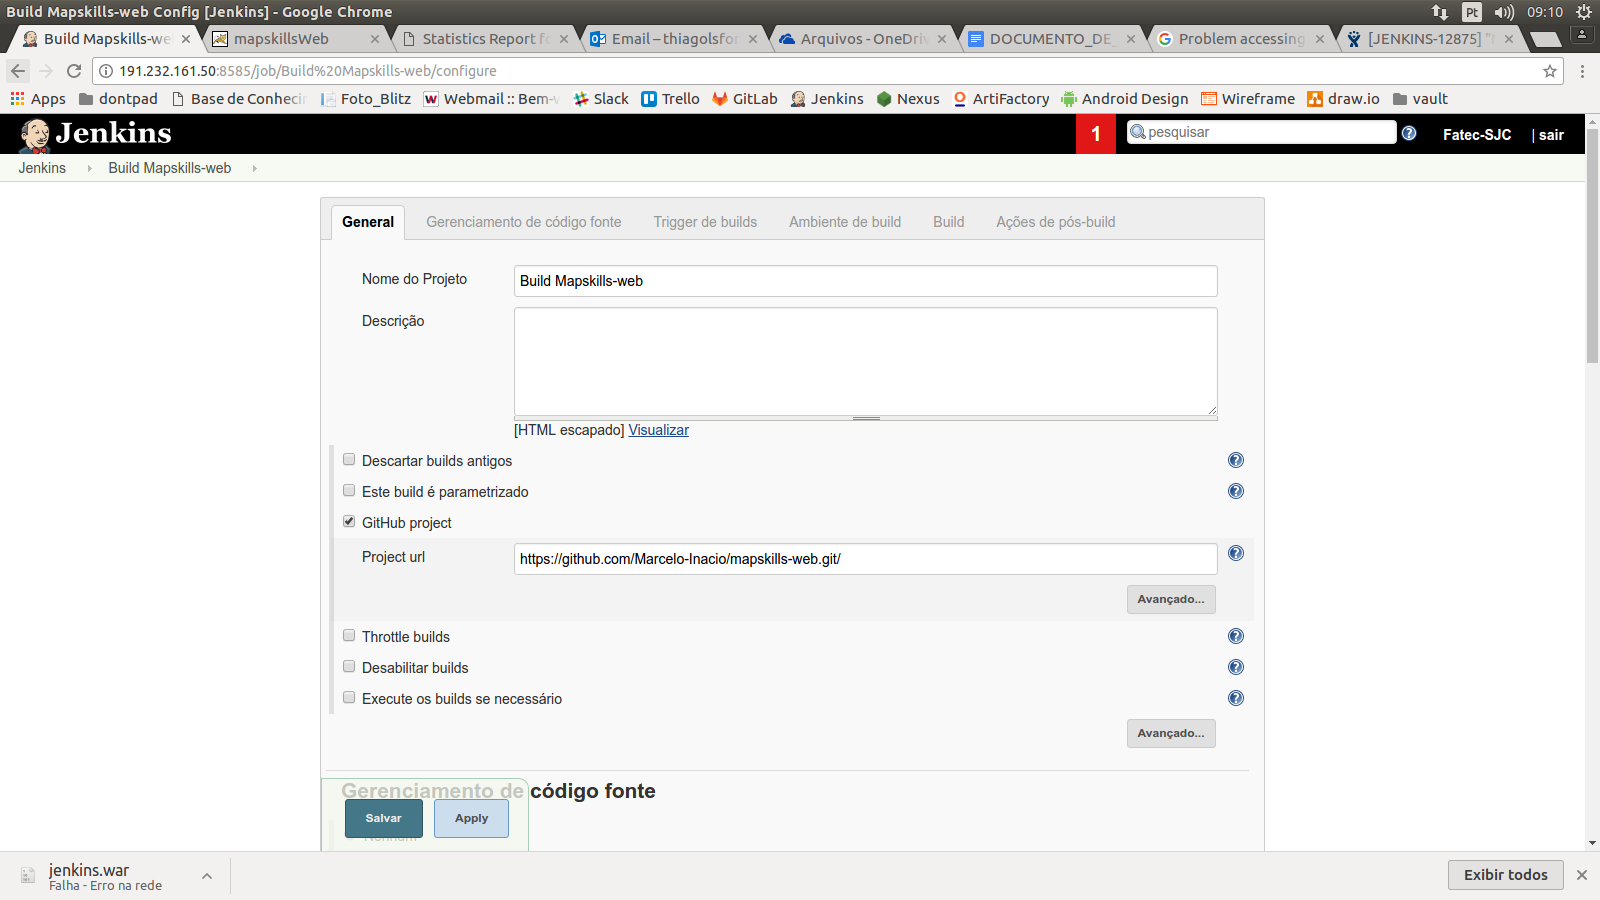 Build Mapskills-web Config [Jenkins] - Google Chrome
Pt
09:10
Build Mapskills-we
mapskillsWeb
Statistics Report fo
Email – thiagolsfor
Arquivos - OneDriv
DOCUMENTO_DE_
Problem accessing
[JENKINS-12875] "
191.232.161.50:8585/job/Build%20Mapskills-web/configure
Apps
dontpad
Base de Conheci
Foto_Blitz
Webmail :: Bem-v
Slack
Trello
GitLab
Jenkins
Nexus
ArtiFactory
Android Design
Wireframe
draw.io
vault
Jenkins
1
pesquisar
Fatec-SJC
| sair
Jenkins
Build Mapskills-web
General
Gerenciamento de código fonte
Trigger de builds
Ambiente de build
Build
Ações de pós-build
Nome do Projeto
Build Mapskills-web
Descrição
[HTML escapado] Visualizar
Descartar builds antigos
Este build é parametrizado
GitHub project
Project url
https://github.com/Marcelo-Inacio/mapskills-web.git/
Avançado...
Throttle builds
Desabilitar builds
Execute os builds se necessário
Avançado...
Gerenciamento de código fonte
Salvar
Apply
Nenhum
jenkins.war
Falha - Erro na rede
Exibir todos